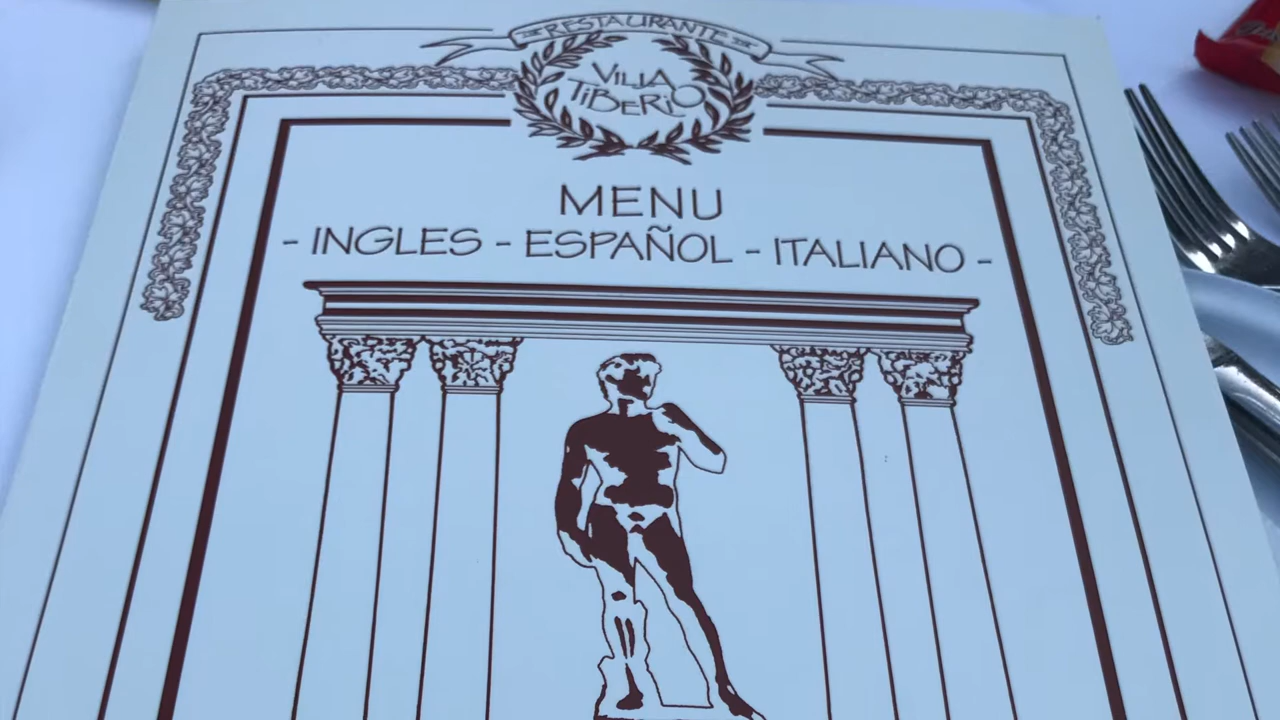 RESTAURANTE
VILLA
TIBERIO
MENU
- INGLES - ESPAÑOL - ITALIANO -